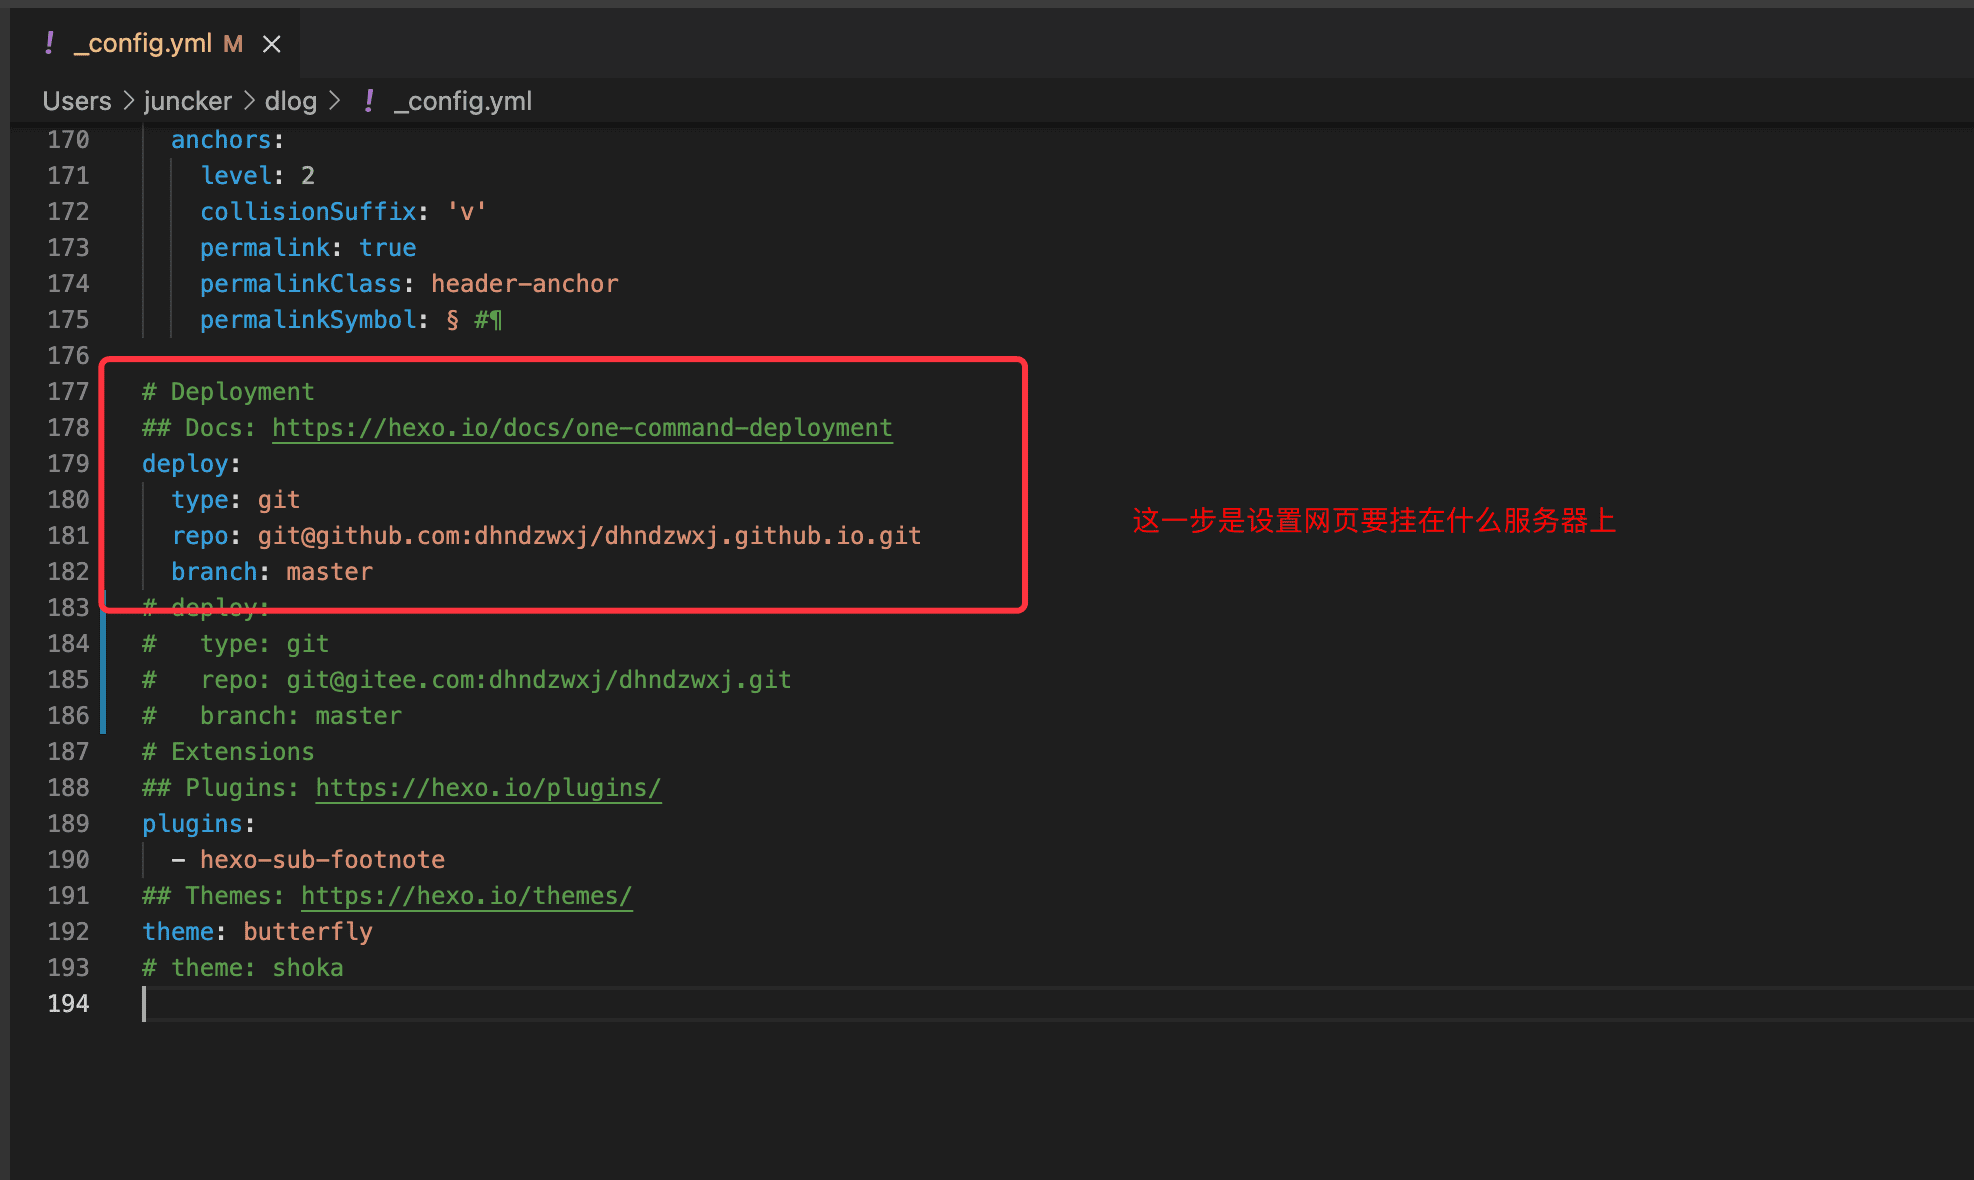 ! _config.yml M ×
Users > juncker > dlog > ! _config.yml
170 anchors:
171 level: 2
172 collisionSuffix: 'v'
173 permalink: true
174 permalinkClass: header-anchor
175 permalinkSymbol: § #¶
176
177 # Deployment
178 ## Docs: https://hexo.io/docs/one-command-deployment
179 deploy:
180 type: git
181 repo: git@github.com:dhndzwxj/dhndzwxj.github.io.git
这一步是设置网页要挂在什么服务器上
182 branch: master
183 # deploy:
184 # type: git
185 # repo: git@gitee.com:dhndzwxj/dhndzwxj.git
186 # branch: master
187 # Extensions
188 ## Plugins: https://hexo.io/plugins/
189 plugins:
190 - hexo-sub-footnote
191 ## Themes: https://hexo.io/themes/
192 theme: butterfly
193 # theme: shoka
194